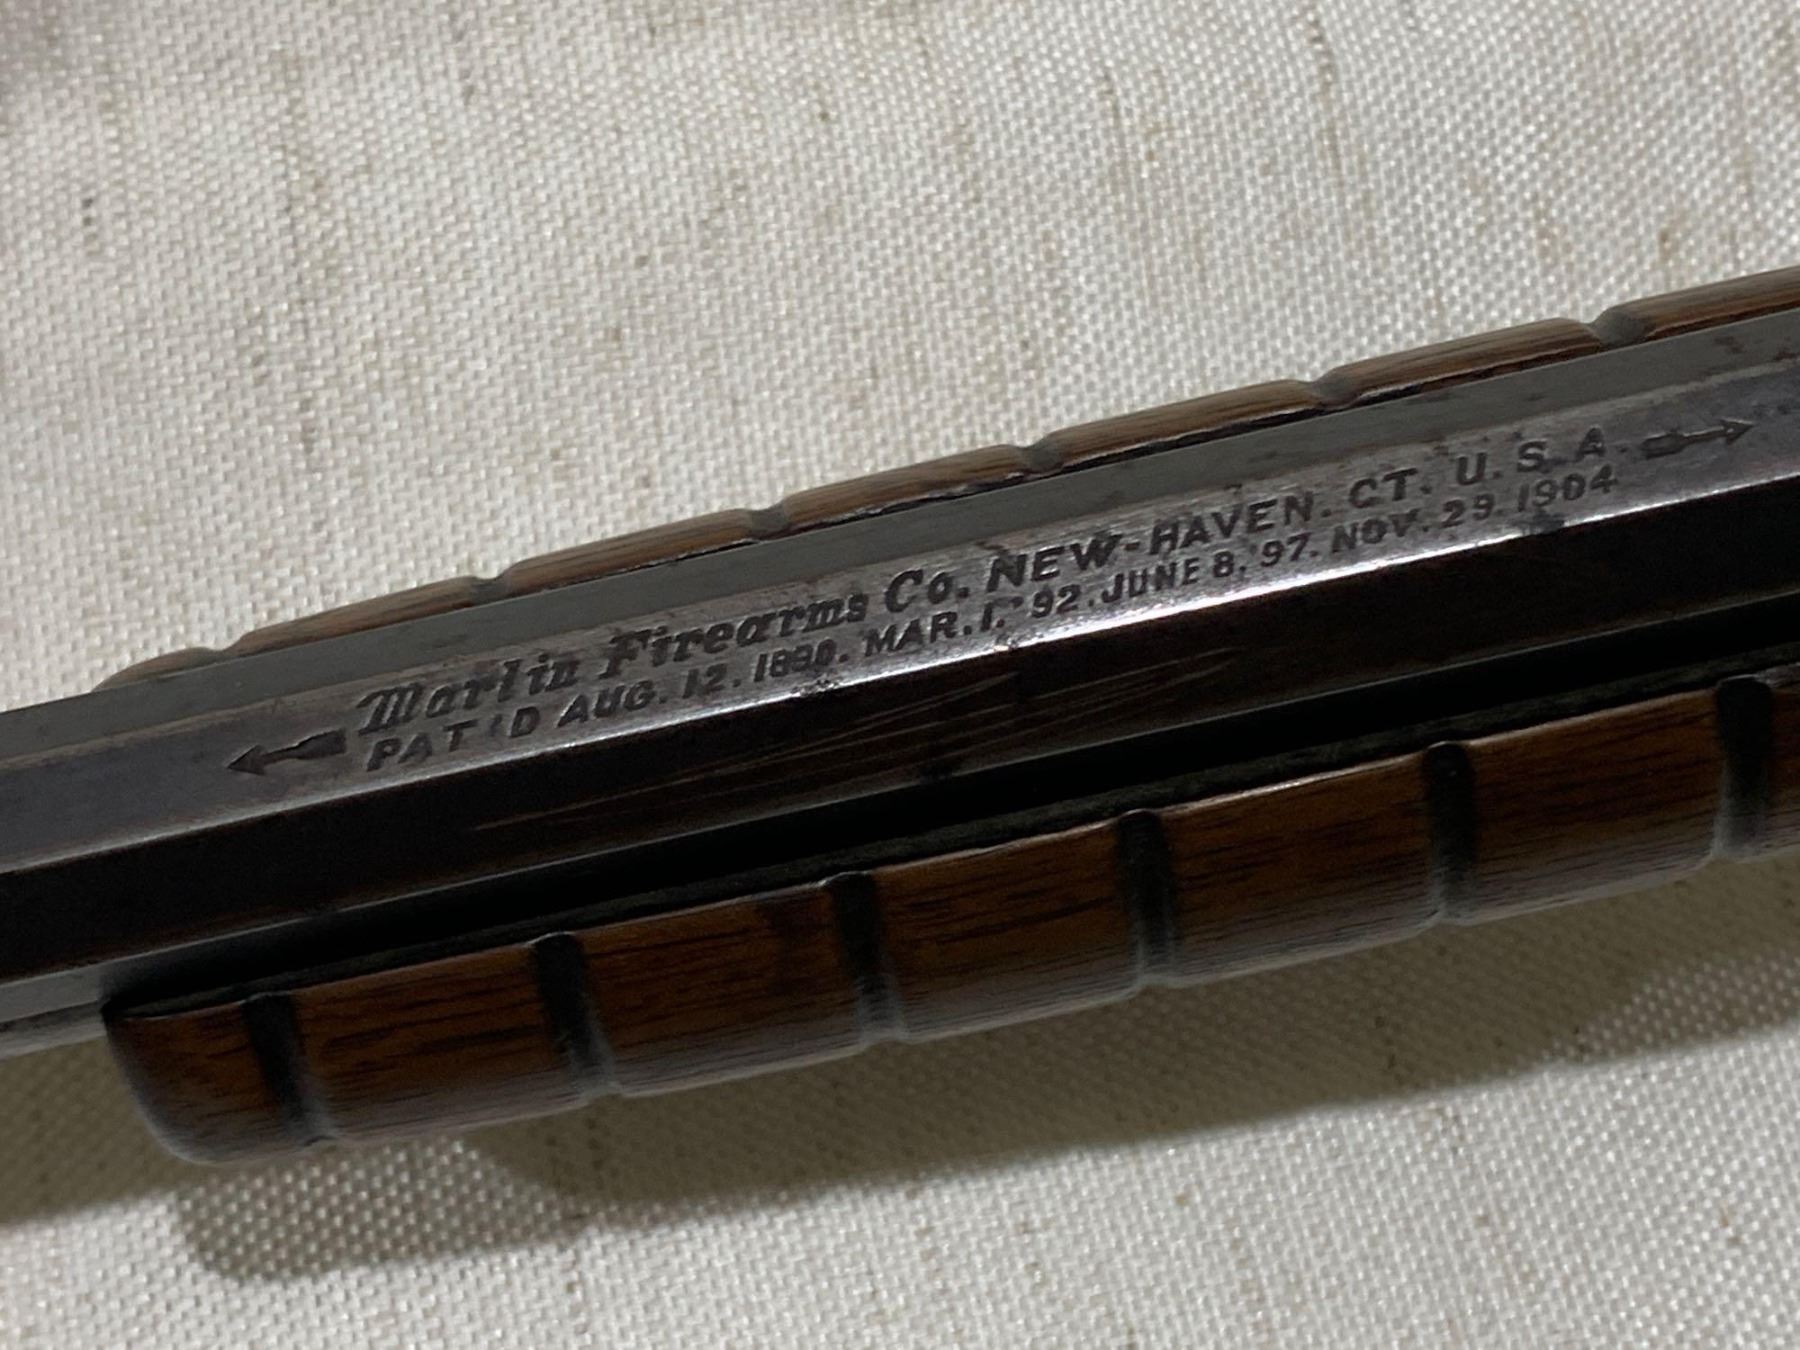 Marlin Firearms Co. NEW-HAVEN. CT. U.S.A.
PAT'D AUG. 12. 1890. MAR. 1. '92. JUNE 8. '97. NOV. 29. 1904